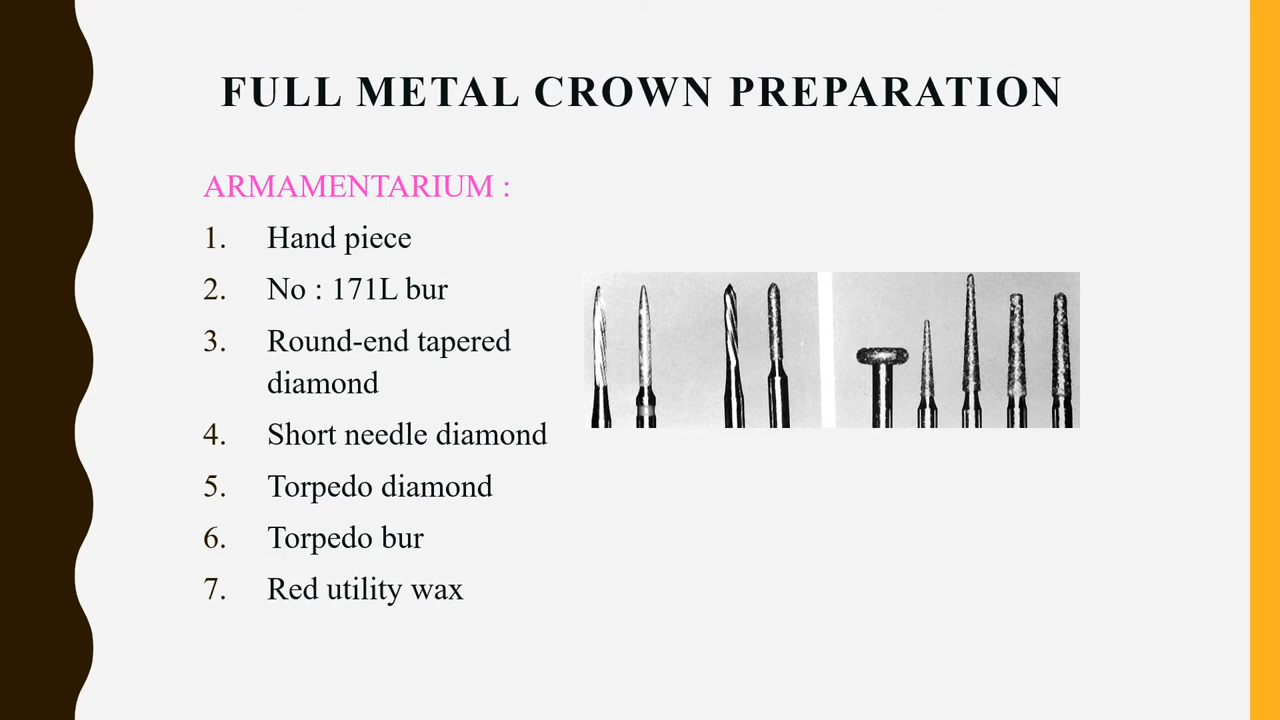 FULL METAL CROWN PREPARATION
ARMAMENTARIUM :
1. Hand piece
2. No : 171L bur
3. Round-end tapered
diamond
4. Short needle diamond
5. Torpedo diamond
6. Torpedo bur
7. Red utility wax